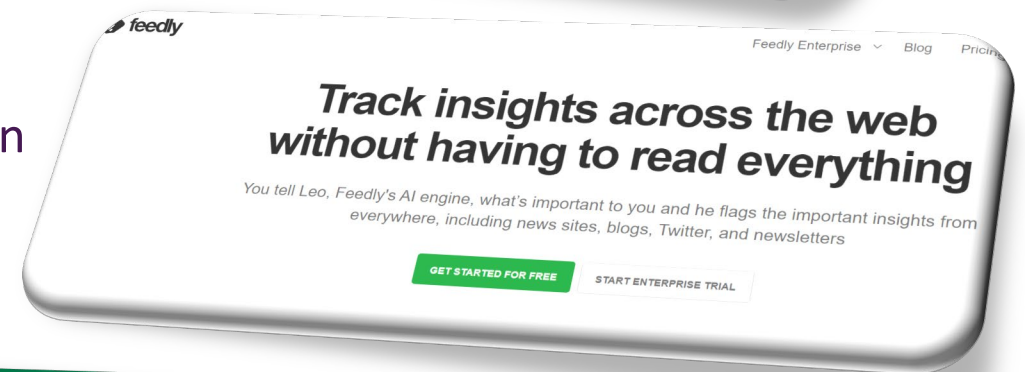 feedly
Feedly Enterprise Blog Pricing
Track insights across the web
n
without having to read everything
You tell Leo, Feedly's AI engine, what's important to you and he flags the important insights from
everywhere, including news sites, blogs, Twitter, and newsletters
GET STARTED FOR FREE START ENTERPRISE TRIAL